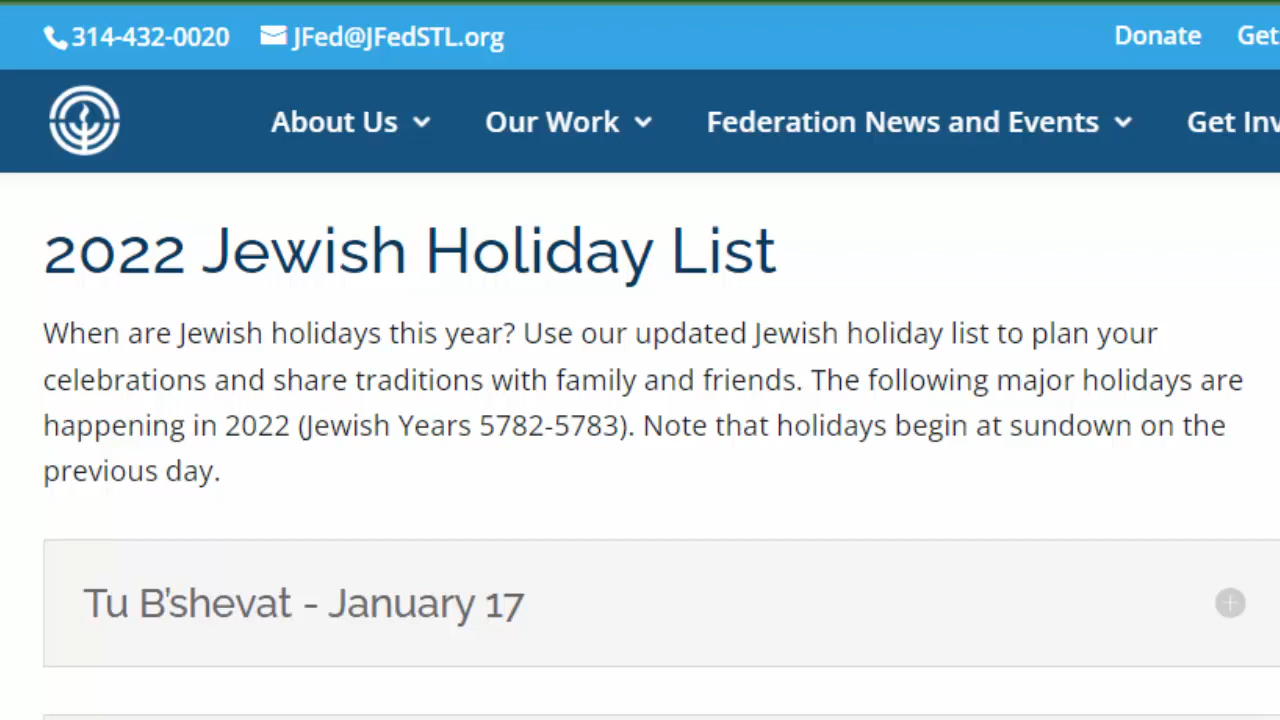 314-432-0020 JFed@JFedSTL.org Donate Get
About Us Our Work Federation News and Events Get Inv
2022 Jewish Holiday List
When are Jewish holidays this year? Use our updated Jewish holiday list to plan your
celebrations and share traditions with family and friends. The following major holidays are
happening in 2022 (Jewish Years 5782-5783). Note that holidays begin at sundown on the
previous day.
Tu B'shevat - January 17